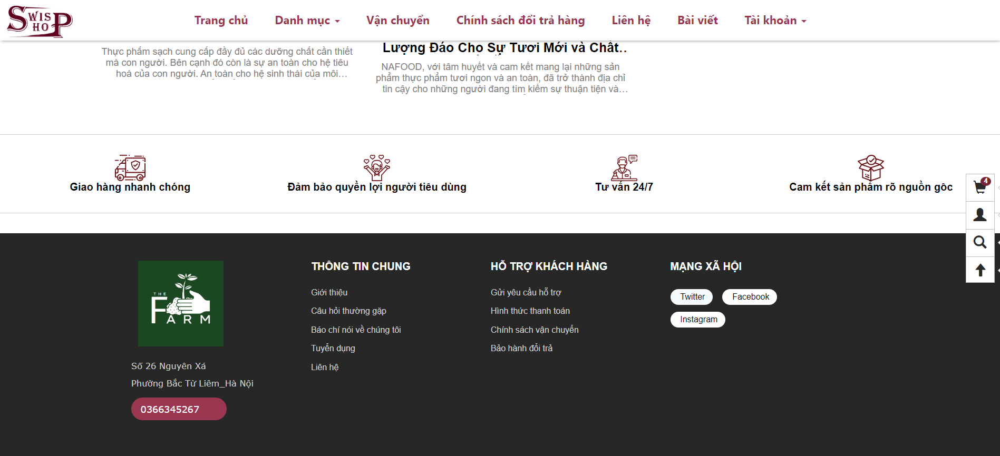 SWIS
HOP
Trang chủ
Danh mục
Vận chuyển
Chính sách đổi trả hàng
Liên hệ
Bài viết
Tài khoản
Thực phẩm sạch cung cấp đầy đủ các dưỡng chất cần thiết
mà con người. Bên cạnh đó còn là sự an toàn cho hệ tiêu
hoá của con người. An toàn cho hệ sinh thái của môi…
Lượng Đáo Cho Sự Tươi Mới và Chất…
NAFOOD, với tâm huyết và cam kết mang lại những sản
phẩm thực phẩm tươi ngon và an toàn, đã trở thành địa chỉ
tin cậy cho những người đang tìm kiếm sự thuận tiện và…
Giao hàng nhanh chóng
Đảm bảo quyền lợi người tiêu dùng
Tư vấn 24/7
Cam kết sản phẩm rõ nguồn gôc
4
THE
FARM
Số 26 Nguyên Xá
Phường Bắc Từ Liêm_Hà Nội
0366345267
THÔNG TIN CHUNG
Giới thiệu
Câu hỏi thường gặp
Báo chí nói về chúng tôi
Tuyển dụng
Liên hệ
HỖ TRỢ KHÁCH HÀNG
Gửi yêu cầu hỗ trợ
Hình thức thanh toán
Chính sách vận chuyển
Bảo hành đổi trả
MẠNG XÃ HỘI
Twitter
Facebook
Instagram